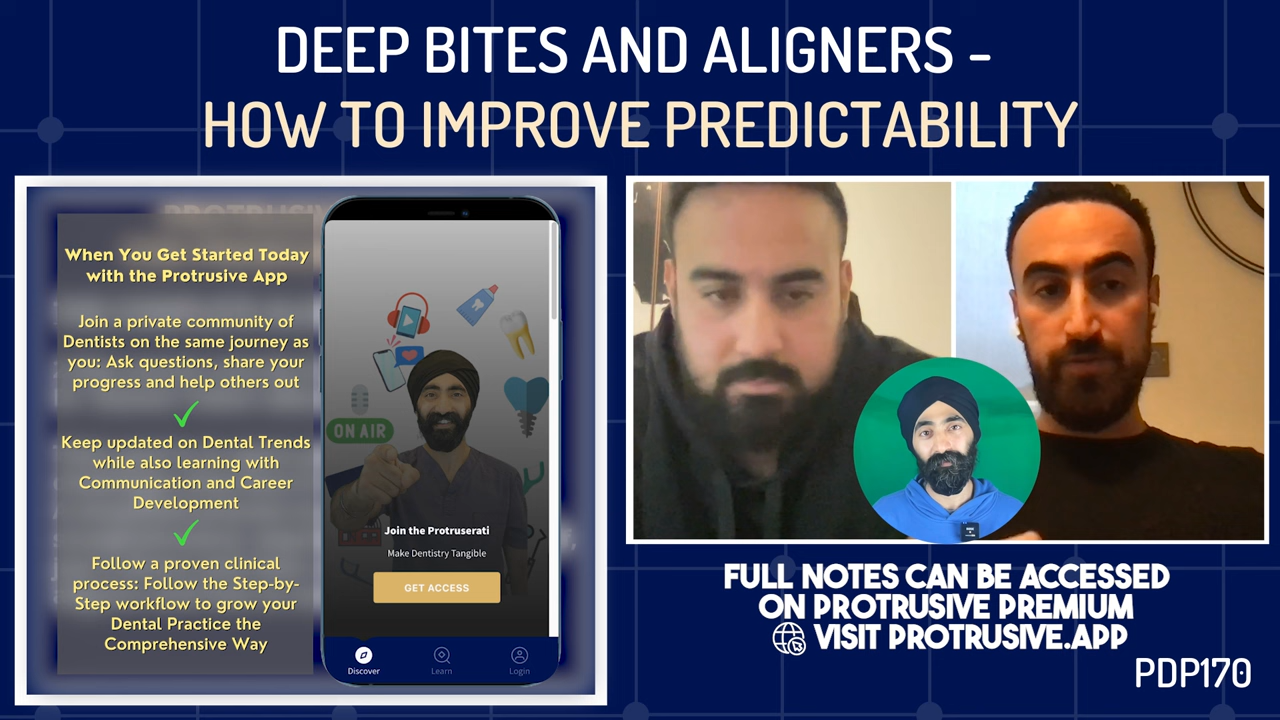 DEEP BITES AND ALIGNERS -
HOW TO IMPROVE PREDICTABILITY
When You Get Started Today
with the Protrusive App
Join a private community of
Dentists on the same journey as
you: Ask questions, share your
progress and help others out
Keep updated on Dental Trends
while also learning with
Communication and Career
Development
Follow a proven clinical
process: Follow the Step-by-
Step workflow to grow your
Dental Practice the
Comprehensive Way
ON AIR
Join the Protruserati
Make Dentistry Tangible
GET ACCESS
Discover
Learn
Login
FULL NOTES CAN BE ACCESSED
ON PROTRUSIVE PREMIUM
VISIT PROTRUSIVE.APP
PDP170